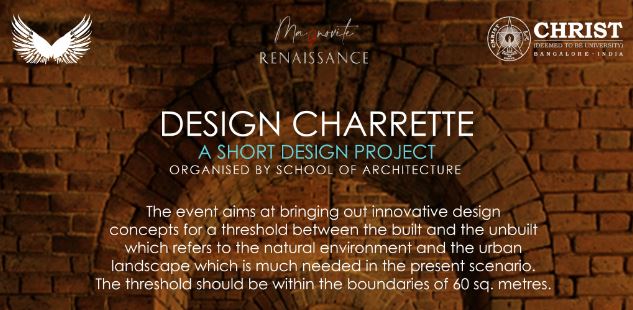 Magnovite
RENAISSANCE
CHRIST
(DEEMED TO BE UNIVERSITY)
BANGALORE · INDIA
DESIGN CHARRETTE
A SHORT DESIGN PROJECT
ORGANISED BY SCHOOL OF ARCHITECTURE
The event aims at bringing out innovative design
concepts for a threshold between the built and the unbuilt
which refers to the natural environment and the urban
landscape which is much needed in the present scenario.
The threshold should be within the boundaries of 60 sq. metres.